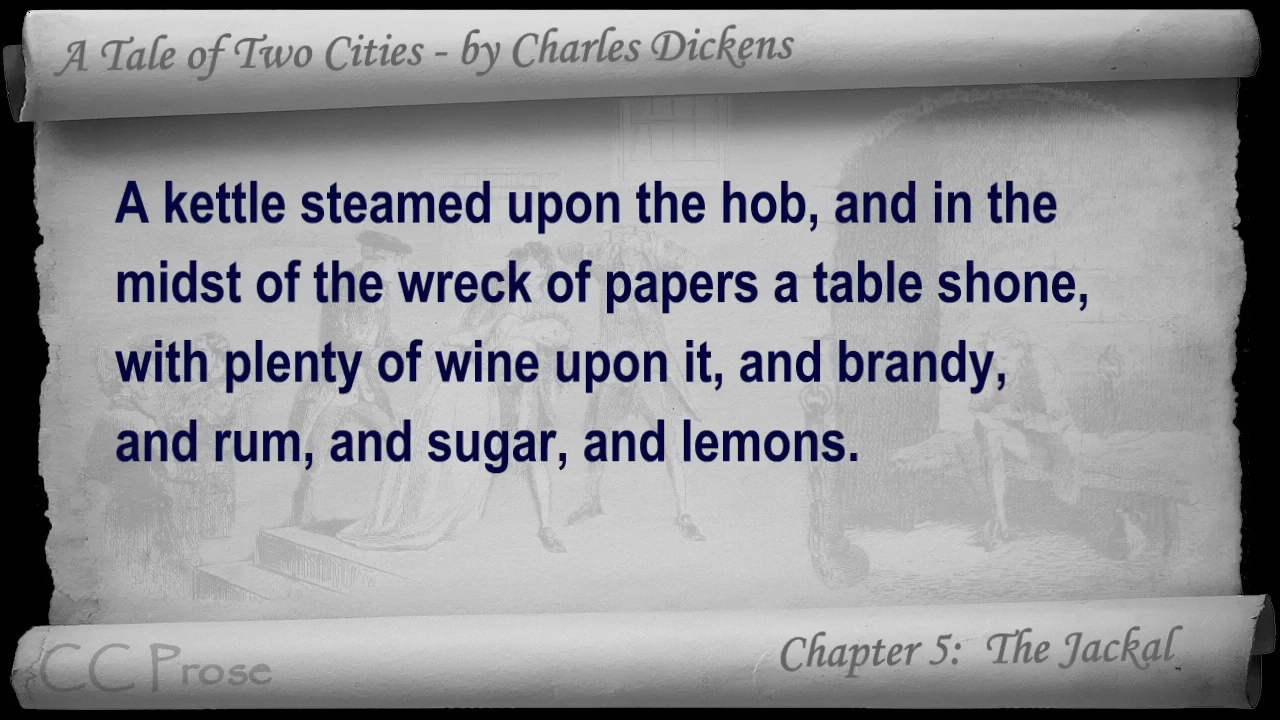 A Tale of Two Cities - by Charles Dickens
A kettle steamed upon the hob, and in the
midst of the wreck of papers a table shone,
with plenty of wine upon it, and brandy,
and rum, and sugar, and lemons.
CC Prose
Chapter 5: The Jackal